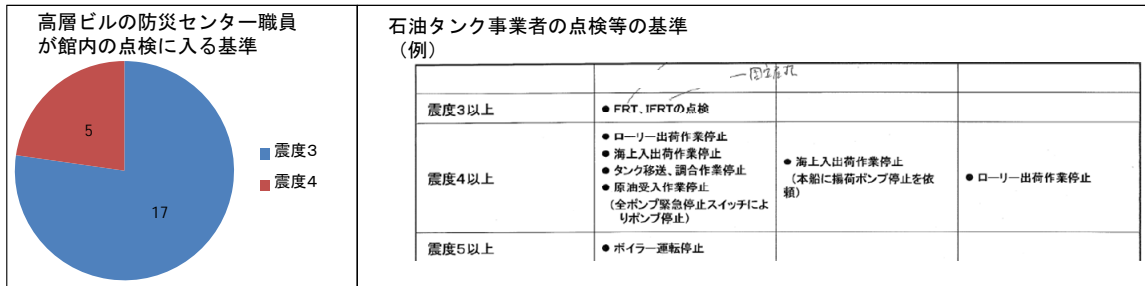 高層ビルの防災センター職員
が館内の点検に入る基準
5
17
震度3
震度4
石油タンク事業者の点検等の基準
（例）
震度3以上
● FRT、IFRTの点検
震度4以上
● ローリー出荷作業停止
● 海上入出荷作業停止
● タンク移送、調合作業停止
● 原油受入作業停止
（全ポンプ緊急停止スイッチによ
りポンプ停止）
● 海上入出荷作業停止
（本船に揚荷ポンプ停止を依
頼）
● ローリー出荷作業停止
震度5以上
● ボイラー運転停止